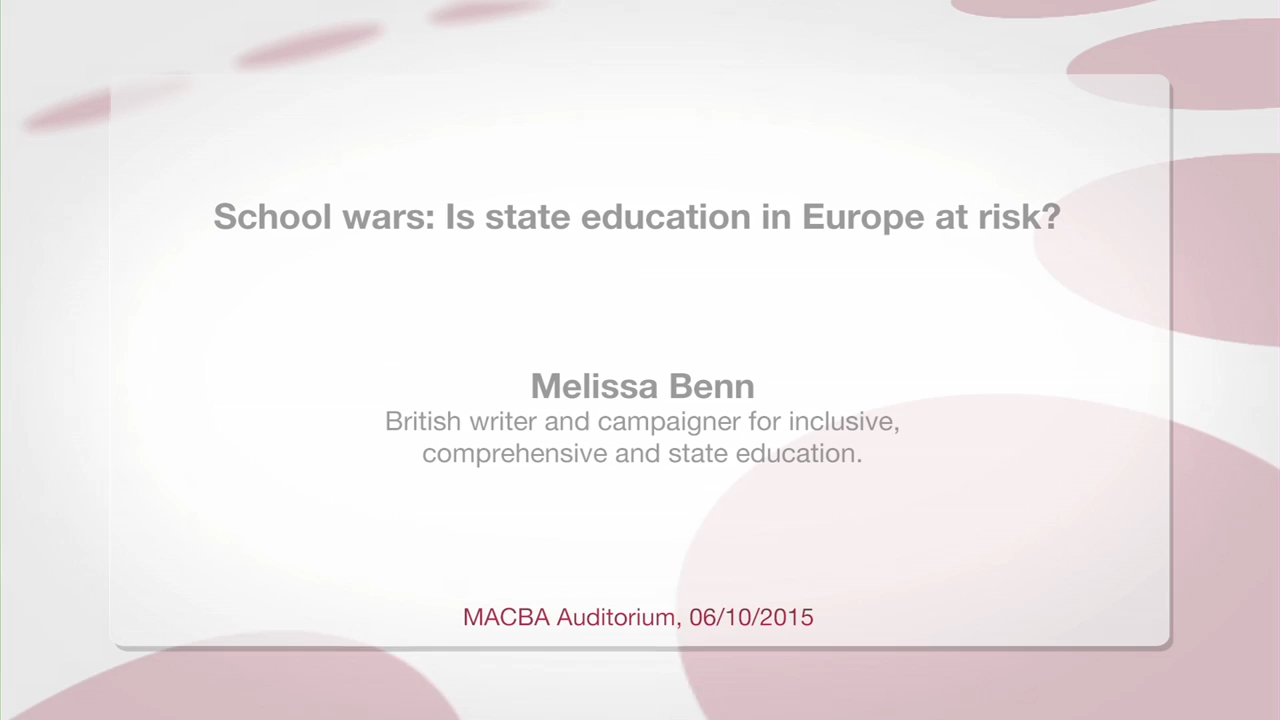 School wars: Is state education in Europe at risk?
Melissa Benn
British writer and campaigner for inclusive,
comprehensive and state education.
MACBA Auditorium, 06/10/2015